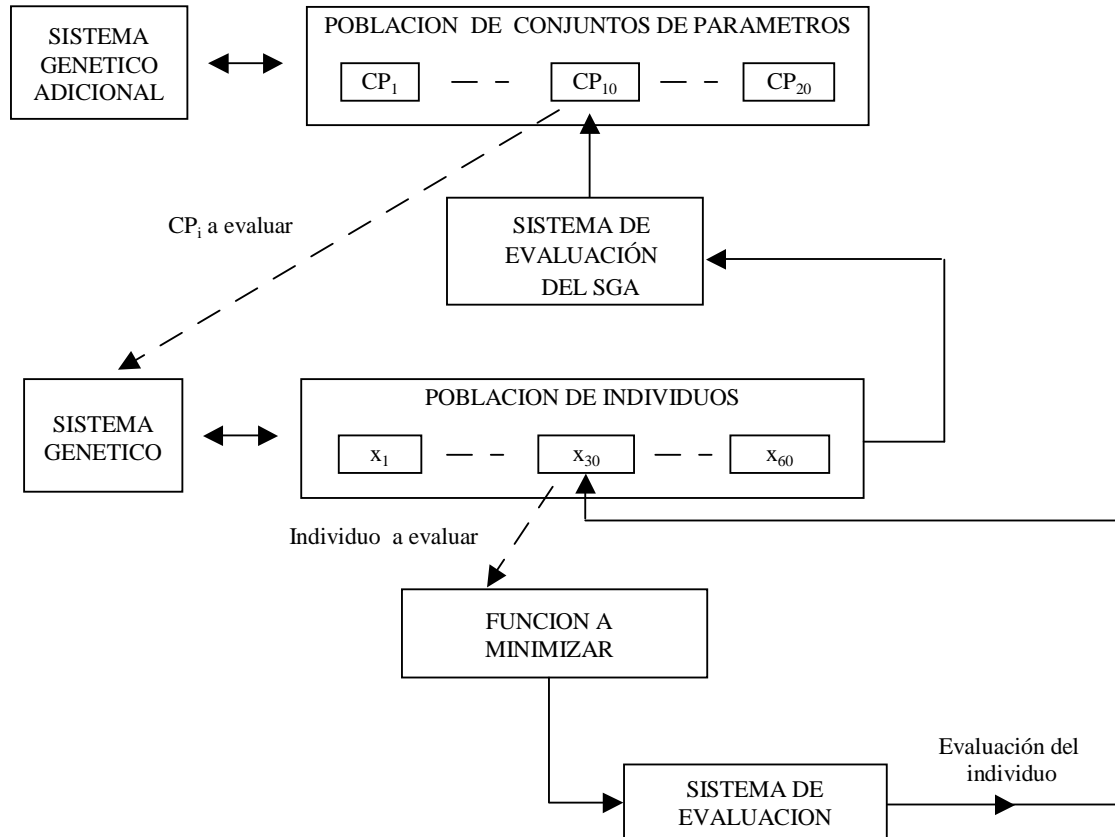 SISTEMA
GENETICO
ADICIONAL
POBLACION DE CONJUNTOS DE PARAMETROS
CP₁ CP₁₀ CP₂₀
CPᵢ a evaluar
SISTEMA DE
EVALUACIÓN
DEL SGA
SISTEMA
GENETICO
POBLACION DE INDIVIDUOS
x₁ x₃₀ x₆₀
Individuo a evaluar
FUNCION A
MINIMIZAR
Evaluación del
individuo
SISTEMA DE
EVALUACION